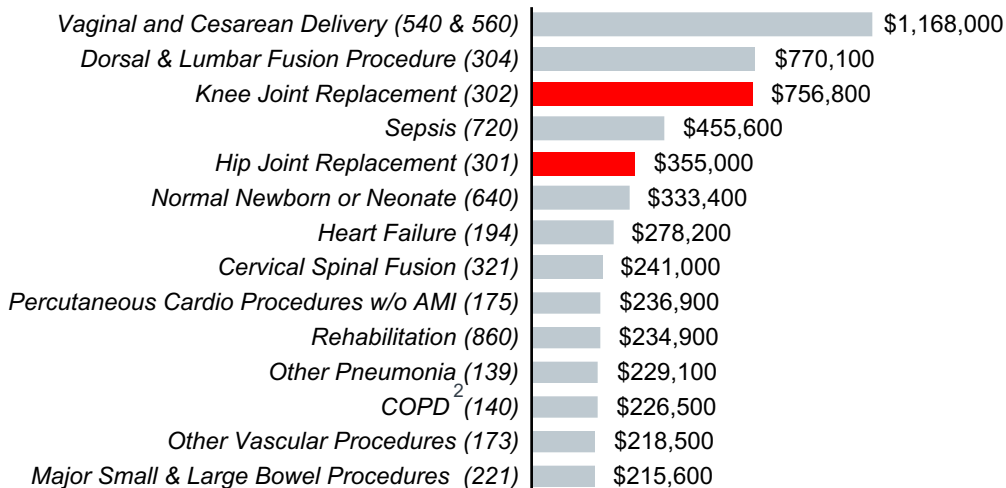 Vaginal and Cesarean Delivery (540 & 560) $1,168,000
Dorsal & Lumbar Fusion Procedure (304) $770,100
Knee Joint Replacement (302) $756,800
Sepsis (720) $455,600
Hip Joint Replacement (301) $355,000
Normal Newborn or Neonate (640) $333,400
Heart Failure (194) $278,200
Cervical Spinal Fusion (321) $241,000
Percutaneous Cardio Procedures w/o AMI (175) $236,900
Rehabilitation (860) $234,900
Other Pneumonia (139) $229,100
COPD 2 (140) $226,500
Other Vascular Procedures (173) $218,500
Major Small & Large Bowel Procedures (221) $215,600